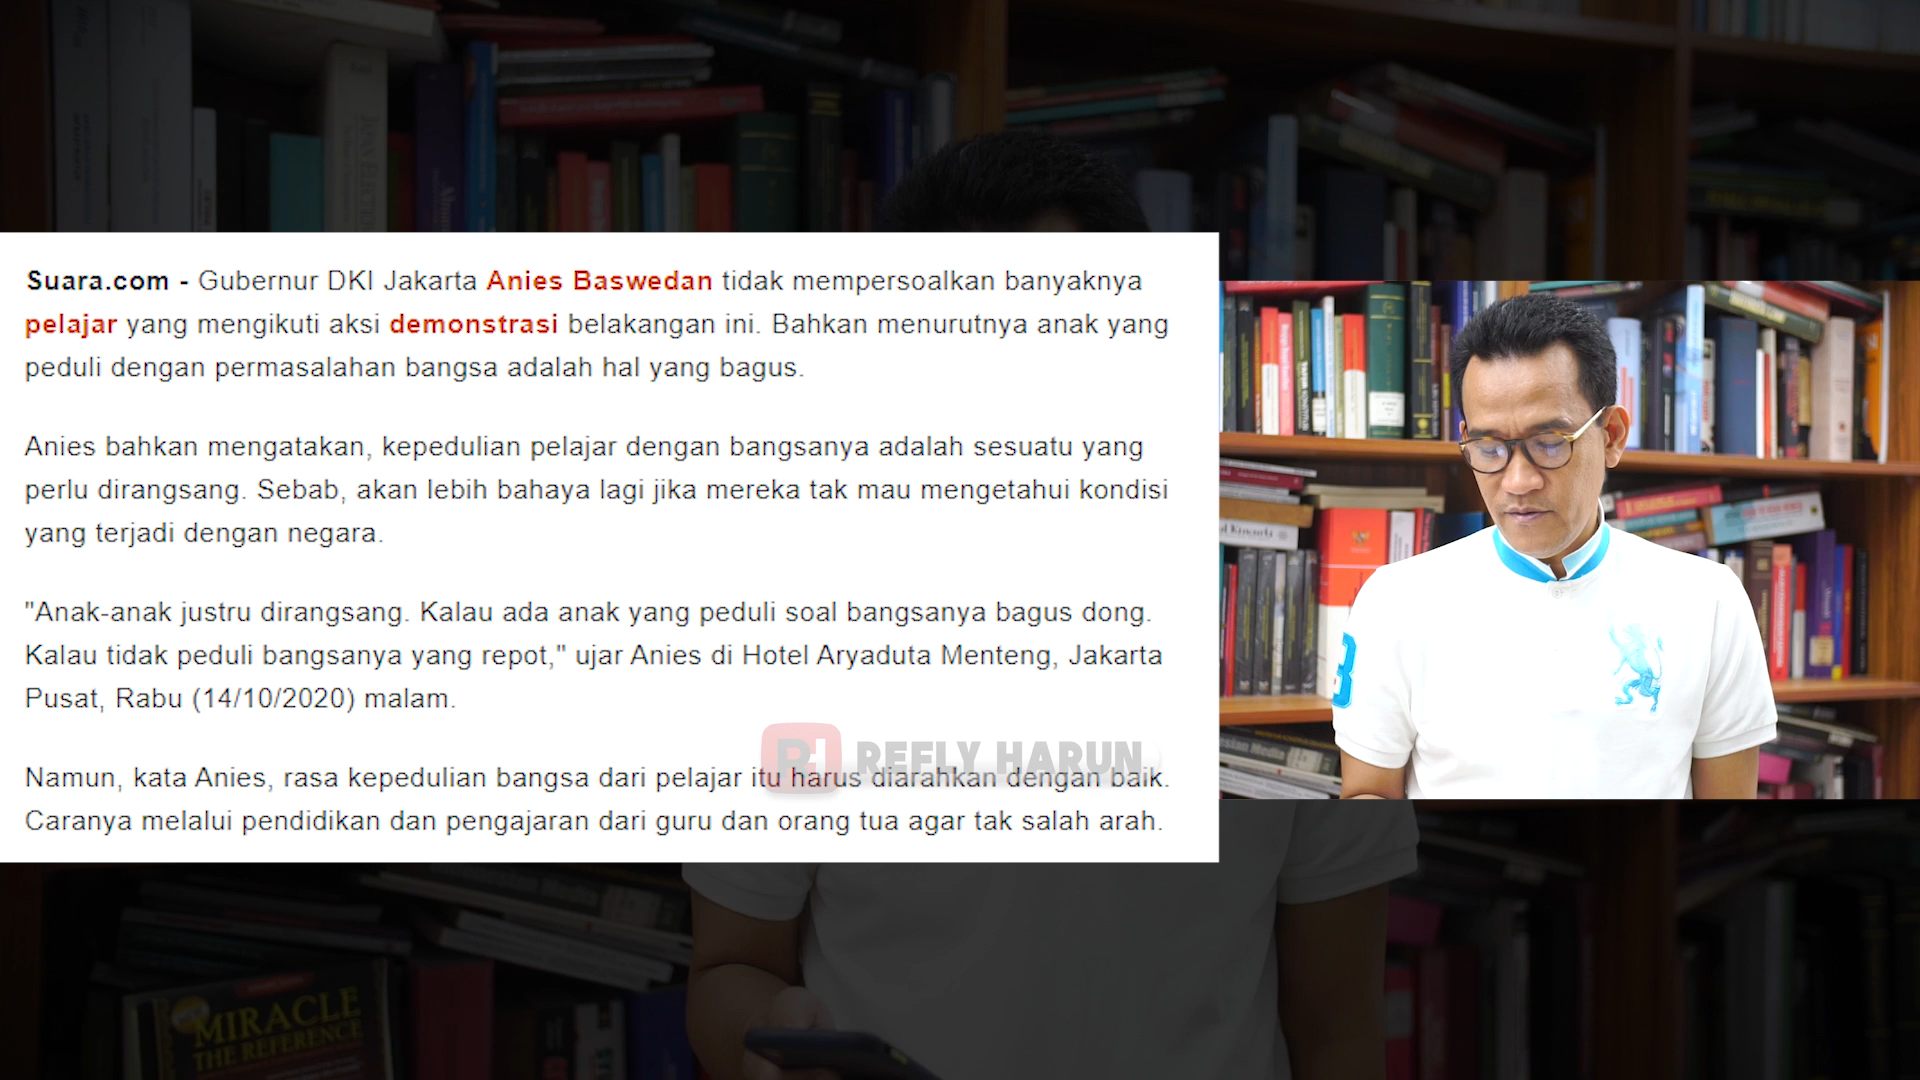 Suara.com - Gubernur DKI Jakarta Anies Baswedan tidak mempersoalkan banyaknya
pelajar yang mengikuti aksi demonstrasi belakangan ini. Bahkan menurutnya anak yang
peduli dengan permasalahan bangsa adalah hal yang bagus.
Anies bahkan mengatakan, kepedulian pelajar dengan bangsanya adalah sesuatu yang
perlu dirangsang. Sebab, akan lebih bahaya lagi jika mereka tak mau mengetahui kondisi
yang terjadi dengan negara.
"Anak-anak justru dirangsang. Kalau ada anak yang peduli soal bangsanya bagus dong.
Kalau tidak peduli bangsanya yang repot," ujar Anies di Hotel Aryaduta Menteng, Jakarta
Pusat, Rabu (14/10/2020) malam.
Namun, kata Anies, rasa kepedulian bangsa dari pelajar itu harus diarahkan dengan baik.
Caranya melalui pendidikan dan pengajaran dari guru dan orang tua agar tak salah arah.
RH REFLY HARUN
MIRACLE
THE REFERENCE